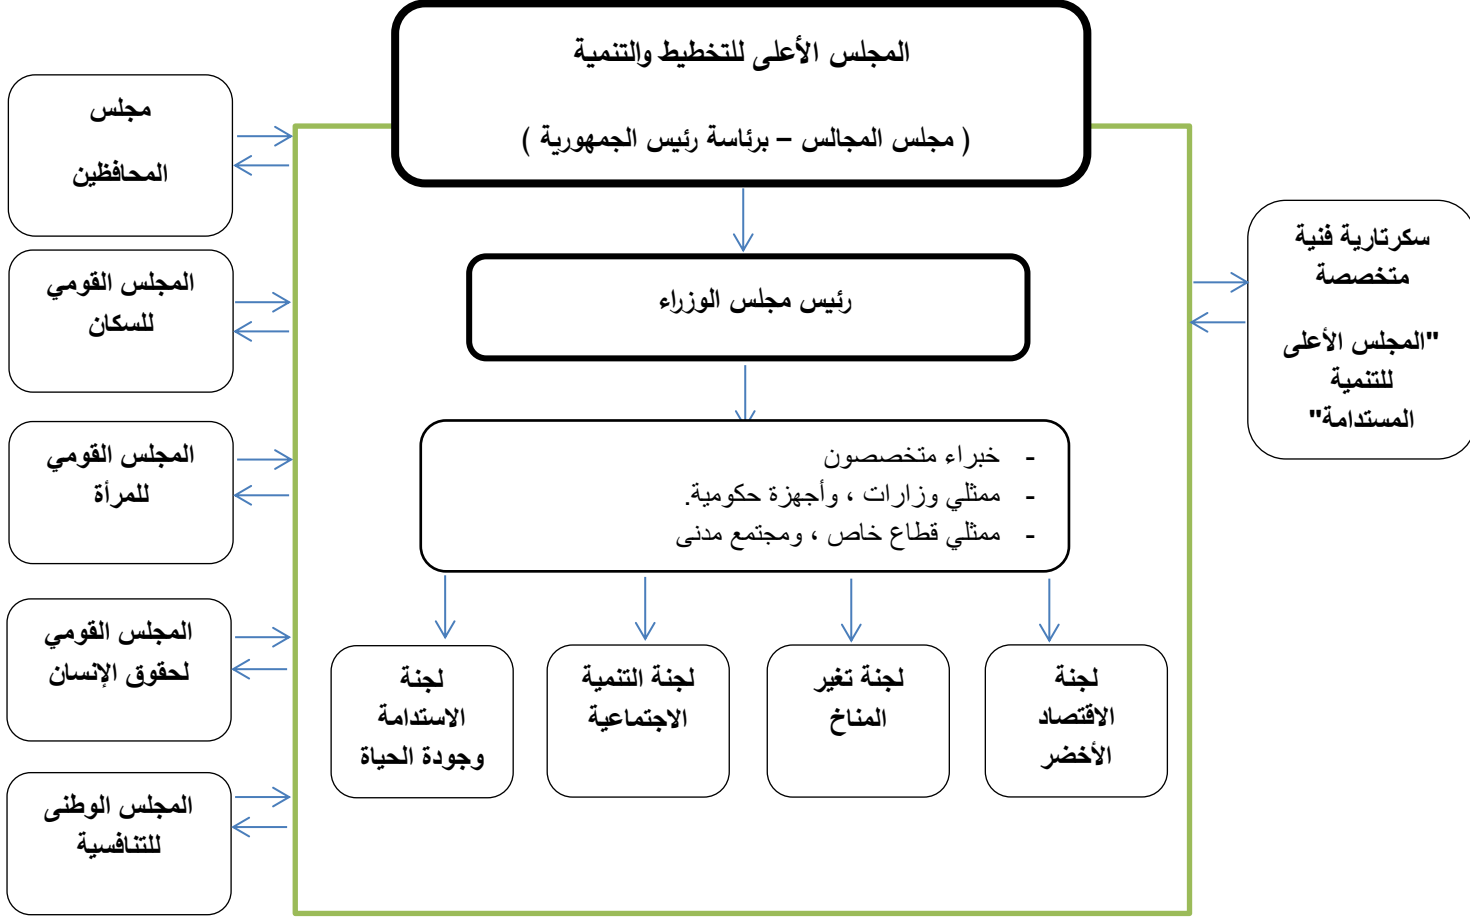 المجلس الأعلى للتخطيط والتنمية
( مجلس المجالس – برئاسة رئيس الجمهورية )
مجلس
المحافظين
سكرتارية فنية
متخصصة
"المجلس الأعلى
للتنمية
المستدامة"
رئيس مجلس الوزراء
المجلس القومي
للسكان
المجلس القومي
للمرأة
- خبراء متخصصون
- ممثلي وزارات ، وأجهزة حكومية.
- ممثلي قطاع خاص ، ومجتمع مدنى
المجلس القومي
لحقوق الإنسان
لجنة
الاقتصاد
الأخضر
لجنة تغير
المناخ
لجنة التنمية
الاجتماعية
لجنة
الاستدامة
وجودة الحياة
المجلس الوطنى
للتنافسية